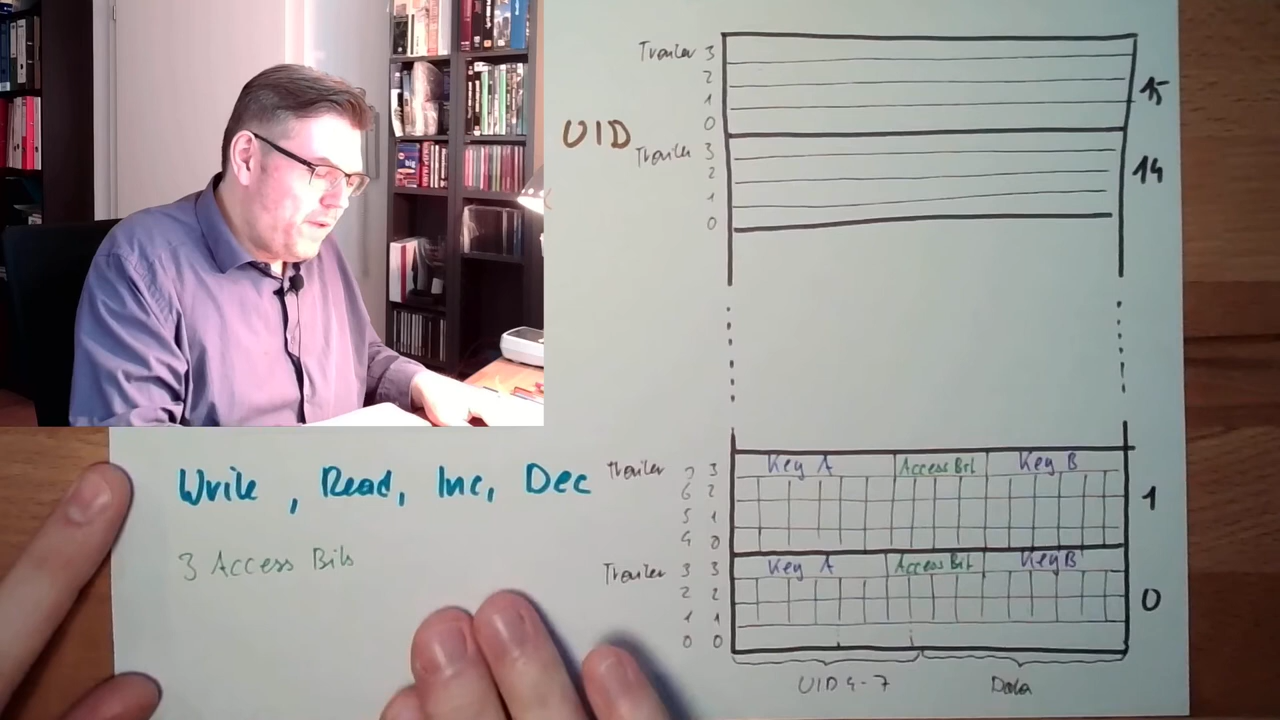 Trailer 3
2
1
0
15
UID
Trailer 3
2
1
0
14
Write, Read, Inc, Dec
3 Access Bits
Trailer 7 3 Key A Access Bit Key B
6 2
5 1
4 0
1
Trailer 3 3 Key A Access Bit Key B
2 2
1 1
0 0
0
UID 4-7 Data
big